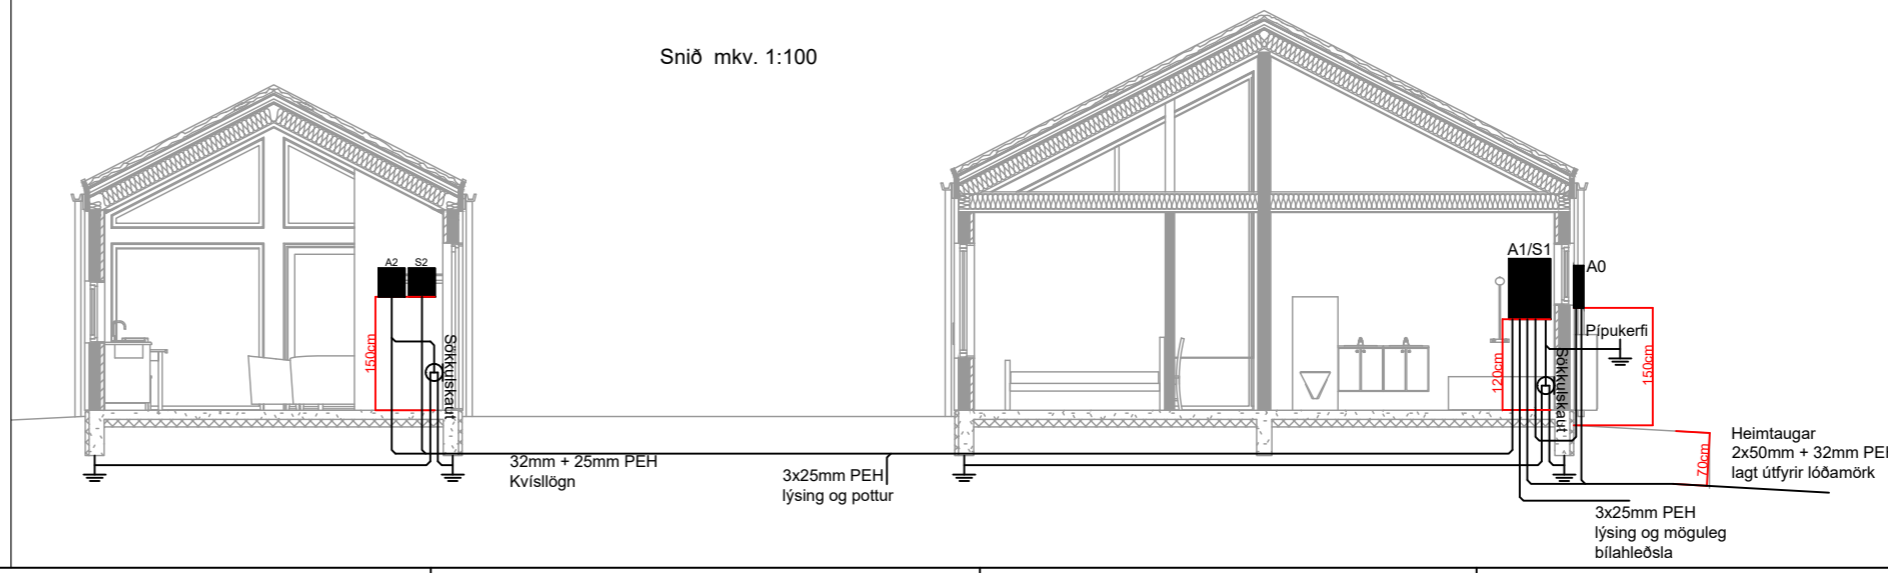 Snið mkv. 1:100
A2
S2
150cm
Sökkulskaut
32mm + 25mm PEH
Kvísllögn
3x25mm PEH
lýsing og pottur
A1/S1
A0
Pípukerfi
120cm
Sökkulskaut
150cm
70cm
Heimtaugar
2x50mm + 32mm PEH
lagt útfyrir lóðamörk
3x25mm PEH
lýsing og möguleg
bílahleðsla